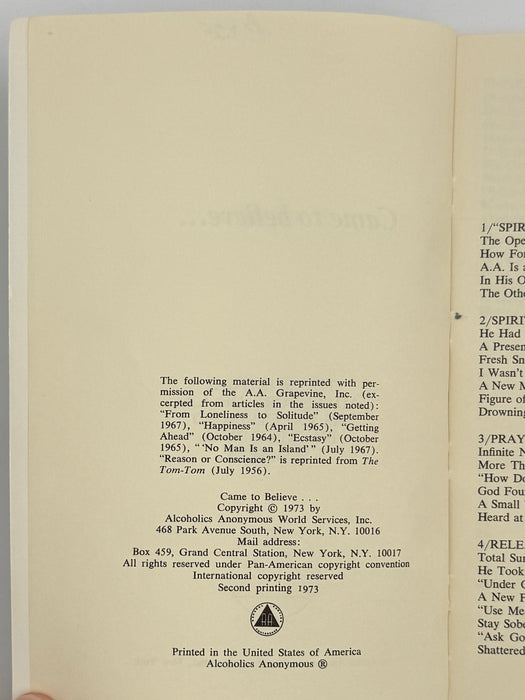 The following material is reprinted with per-
mission of the A.A. Grapevine, Inc. (ex-
cerpted from articles in the issues noted):
"From Loneliness to Solitude" (September
1967), "Happiness" (April 1965), "Getting
Ahead" (October 1964), "Ecstasy" (October
1965), "'No Man Is an Island'" (July 1967).
"Reason or Conscience?" is reprinted from The
Tom-Tom (July 1956).
Came to Believe . . .
Copyright © 1973 by
Alcoholics Anonymous World Services, Inc.
468 Park Avenue South, New York, N.Y. 10016
Mail address:
Box 459, Grand Central Station, New York, N.Y. 10017
All rights reserved under Pan-American copyright convention
International copyright reserved
Second printing 1973
AA
Printed in the United States of America
Alcoholics Anonymous ®
1/"SPIR
The Ope
How For
A.A. Is a
In His O
The Othe
2/SPIRI
He Had
A Presen
Fresh Sn
I Wasn't
A New M
Figure of
Drowning
3/PRAY
Infinite N
More Th
"How Do
God Fou
A Small
Heard at
4/RELE
Total Sur
He Took
"Under C
A New F
"Use Me
Stay Sobe
"Ask Go
Shattered